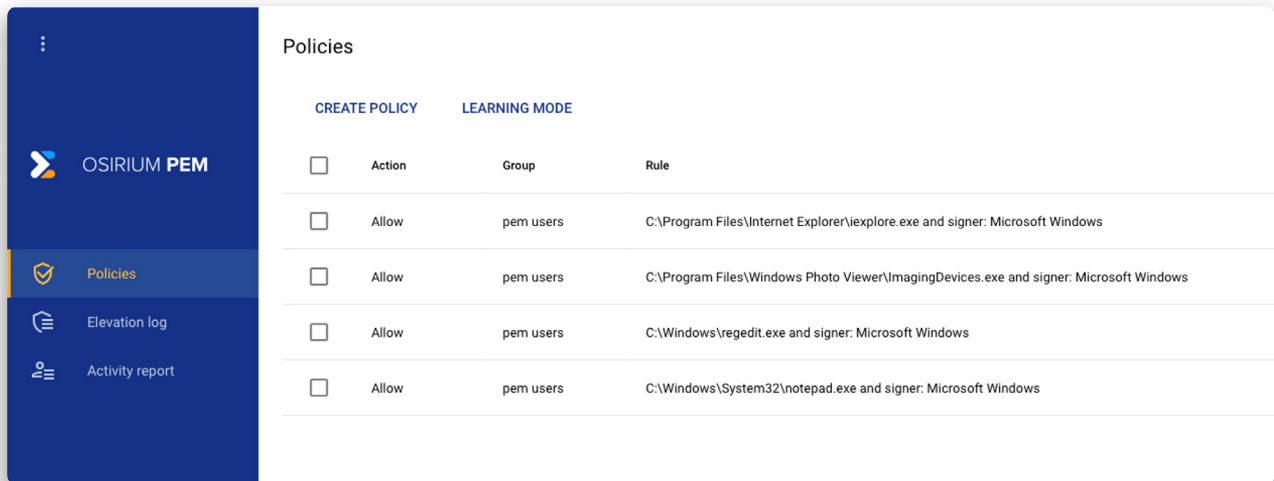 Policies
CREATE POLICY LEARNING MODE
OSIRIUM PEM
Action Group Rule
Allow pem users C:\Program Files\Internet Explorer\iexplore.exe and signer: Microsoft Windows
Policies
Allow pem users C:\Program Files\Windows Photo Viewer\ImagingDevices.exe and signer: Microsoft Windows
Elevation log
Allow pem users C:\Windows\regedit.exe and signer: Microsoft Windows
Activity report
Allow pem users C:\Windows\System32\notepad.exe and signer: Microsoft Windows